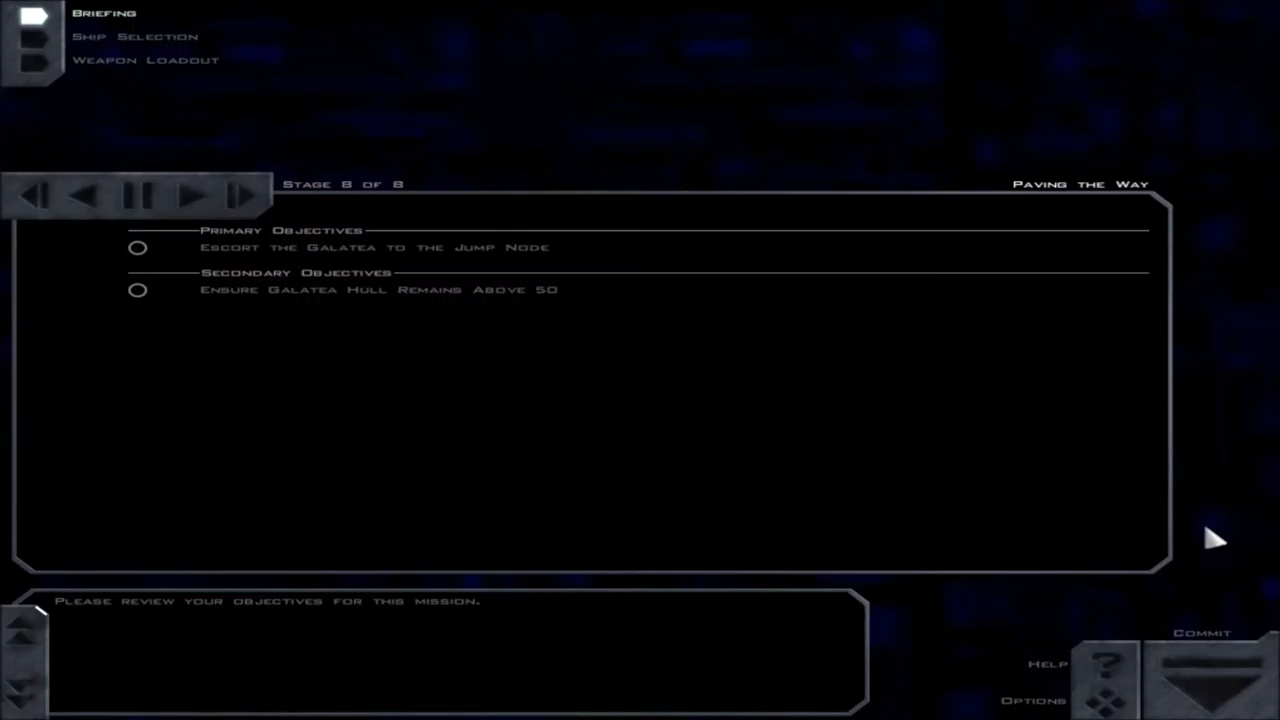 Briefing
Ship Selection
Weapon Loadout
Stage 8 of 8
Paving the Way
Primary Objectives
Escort the Galatea to the Jump Node
Secondary Objectives
Ensure Galatea Hull Remains Above 50
Please review your objectives for this mission.
Commit
Help
?
Options